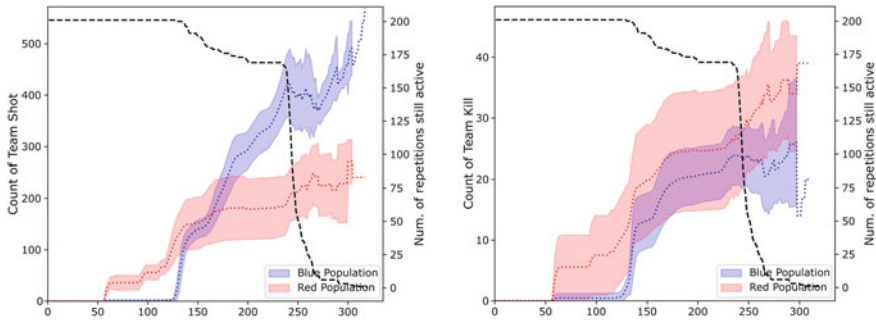 Count of Team Shot
500
400
300
200
100
0
0 50 100 150 200 250 300
200
175
150
125
100
75
50
25
0
Num. of repetitions still active
Blue Population
Red Population
Count of Team Kill
40
30
20
10
0
0 50 100 150 200 250 300
200
175
150
125
100
75
50
25
0
Num. of repetitions still active
Blue Population
Red Population